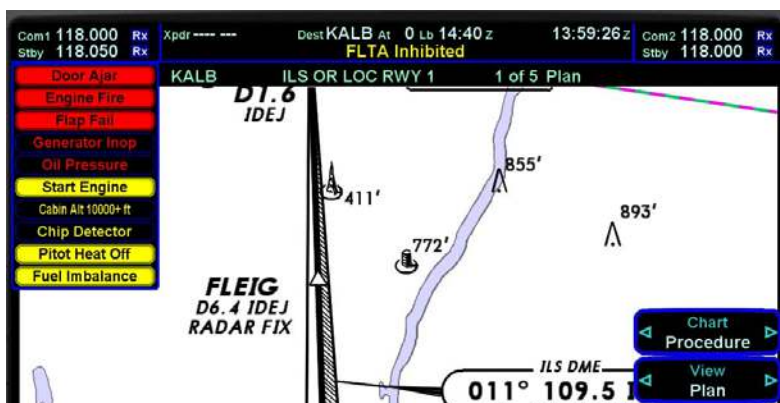 Com1 118.000 Rx
Stby 118.050 Rx
Xpdr ---- ---
Dest KALB At 0 Lb 14:40 z
13:59:26 z
FLTA Inhibited
Com2 118.000 Rx
Stby 118.000 Rx
KALB ILS OR LOC RWY 1 1 of 5 Plan
Door Ajar
Engine Fire
Flap Fail
Generator Inop
Oil Pressure
Start Engine
Cabin Alt 10000+ ft
Chip Detector
Pitot Heat Off
Fuel Imbalance
D1.6
IDEJ
411'
855'
893'
772'
FLEIG
D6.4 IDEJ
RADAR FIX
Chart
Procedure
View
Plan
ILS DME
011° 109.5